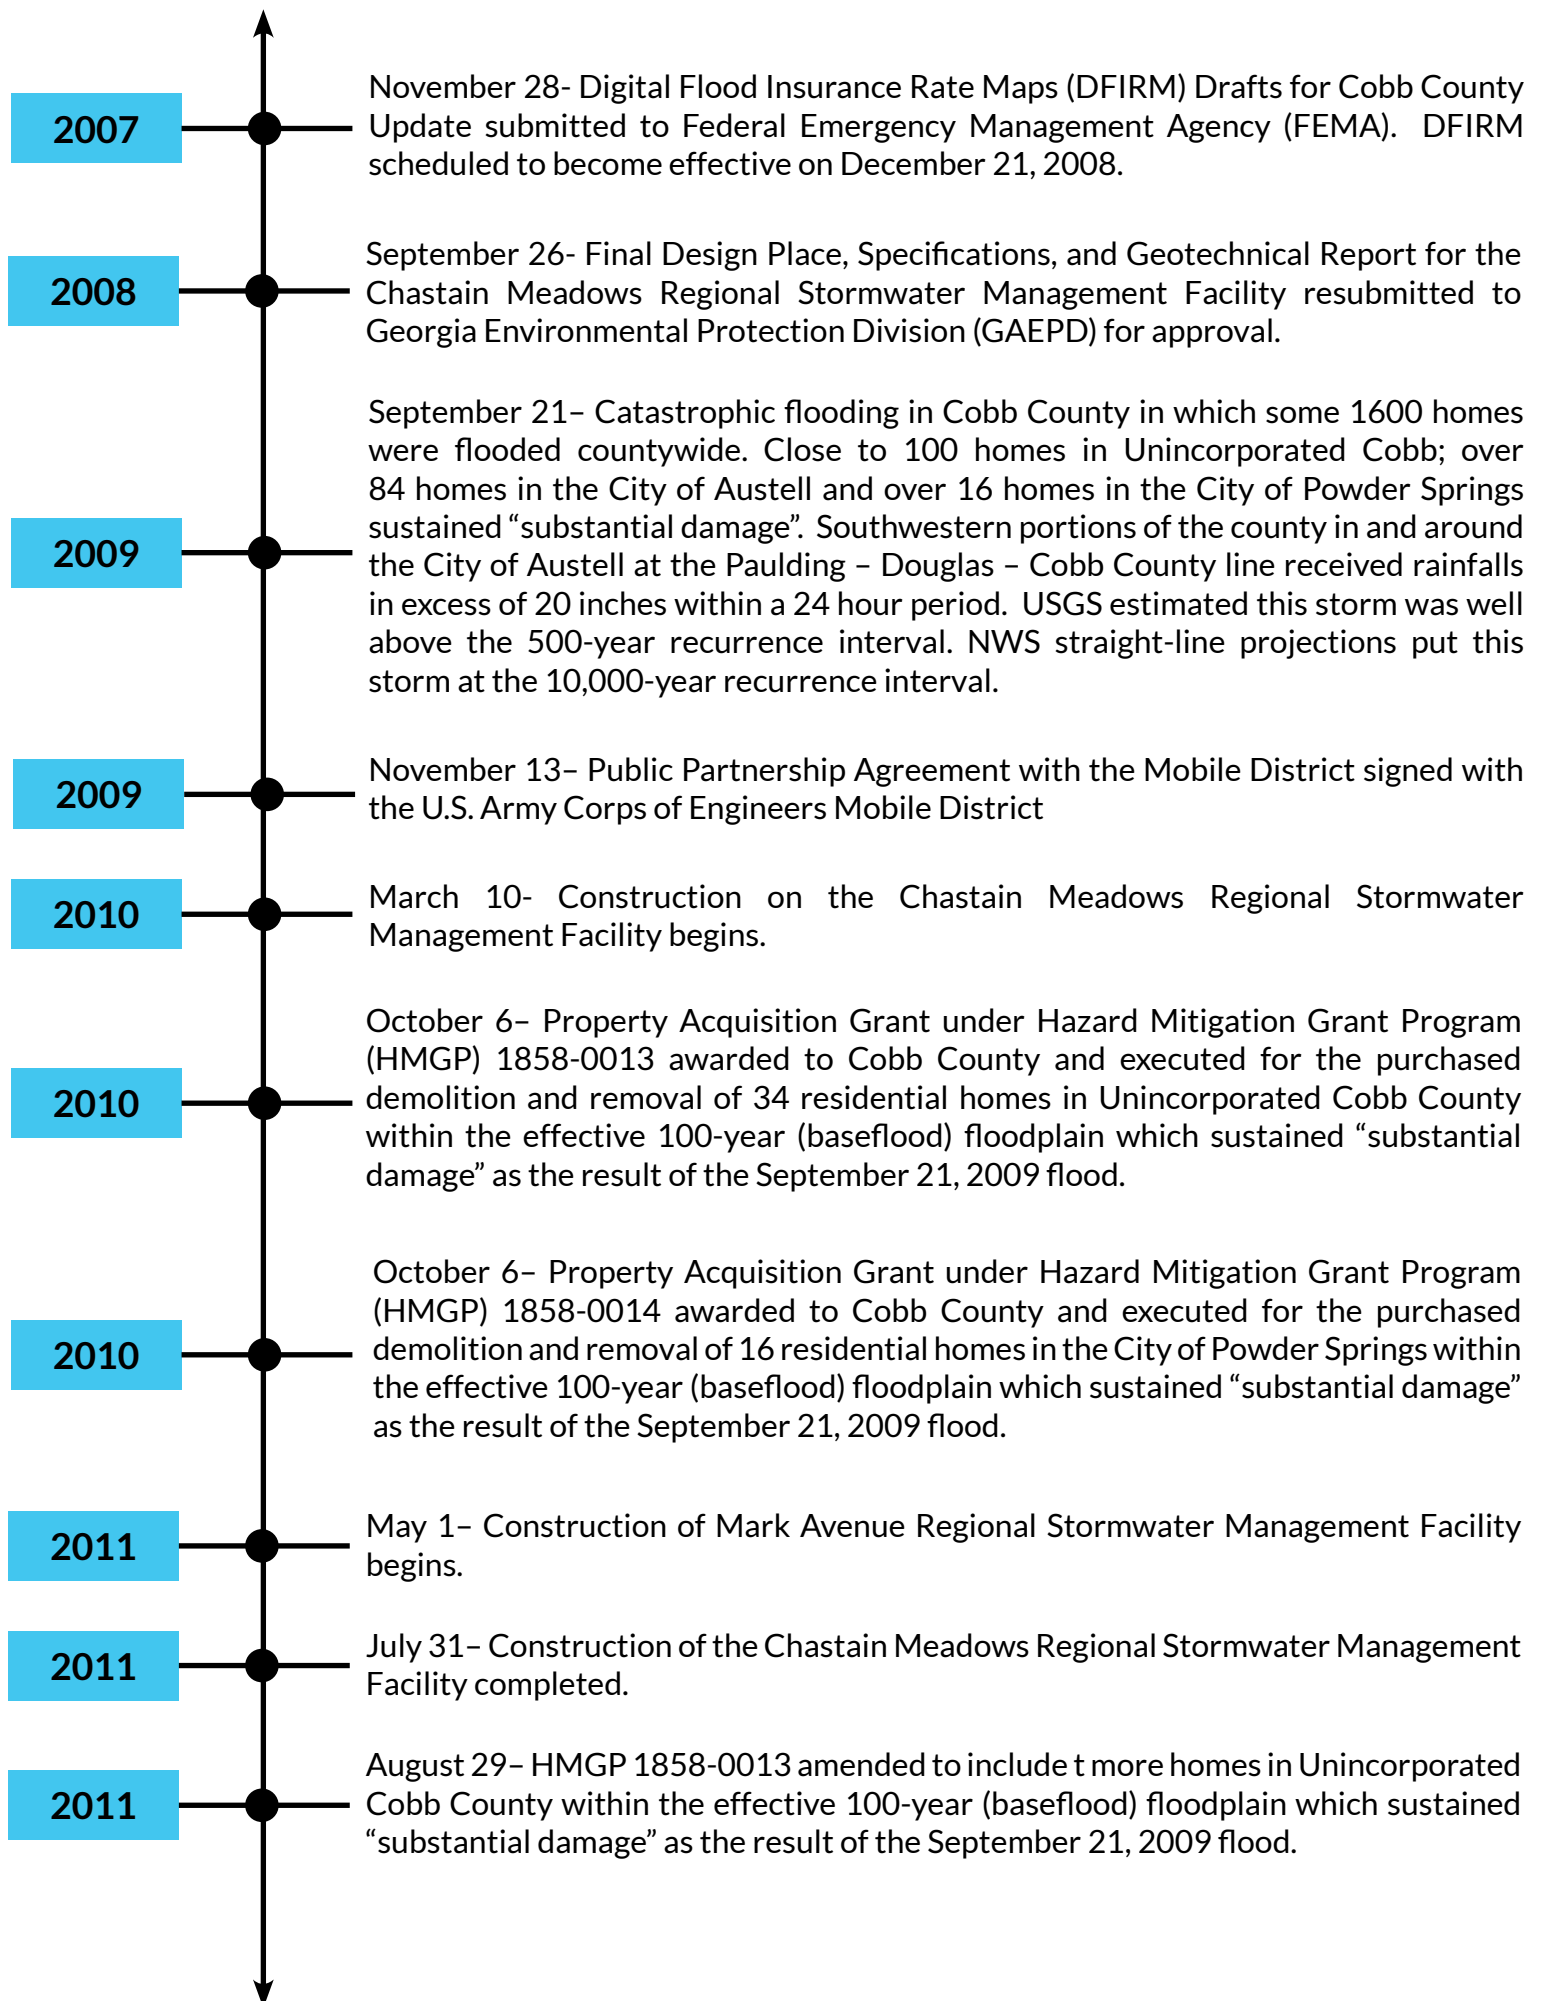 2007
November 28- Digital Flood Insurance Rate Maps (DFIRM) Drafts for Cobb County
Update submitted to Federal Emergency Management Agency (FEMA).  DFIRM
scheduled to become effective on December 21, 2008.
2008
September 26- Final Design Place, Specifications, and Geotechnical Report for the
Chastain Meadows Regional Stormwater Management Facility resubmitted to
Georgia Environmental Protection Division (GAEPD) for approval.
2009
September 21– Catastrophic flooding in Cobb County in which some 1600 homes
were flooded countywide. Close to 100 homes in Unincorporated Cobb; over
84 homes in the City of Austell and over 16 homes in the City of Powder Springs
sustained “substantial damage”.  Southwestern portions of the county in and around
the City of Austell at the Paulding – Douglas – Cobb County line received rainfalls
in excess of 20 inches within a 24 hour period.  USGS estimated this storm was well
above the 500-year recurrence interval. NWS straight-line projections put this
storm at the 10,000-year recurrence interval.
2009
November 13– Public Partnership Agreement with the Mobile District signed with
the U.S. Army Corps of Engineers Mobile District
2010
March 10- Construction on the Chastain Meadows Regional Stormwater
Management Facility begins.
2010
October 6– Property Acquisition Grant under Hazard Mitigation Grant Program
(HMGP) 1858-0013 awarded to Cobb County and executed for the purchased
demolition and removal of 34 residential homes in Unincorporated Cobb County
within the effective 100-year (baseflood) floodplain which sustained “substantial
damage” as the result of the September 21, 2009 flood.
2010
October 6– Property Acquisition Grant under Hazard Mitigation Grant Program
(HMGP) 1858-0014 awarded to Cobb County and executed for the purchased
demolition and removal of 16 residential homes in the City of Powder Springs within
the effective 100-year (baseflood) floodplain which sustained “substantial damage”
as the result of the September 21, 2009 flood.
2011
May 1– Construction of Mark Avenue Regional Stormwater Management Facility
begins.
2011
July 31– Construction of the Chastain Meadows Regional Stormwater Management
Facility completed.
2011
August 29– HMGP 1858-0013 amended to include t more homes in Unincorporated
Cobb County within the effective 100-year (baseflood) floodplain which sustained
“substantial damage” as the result of the September 21, 2009 flood.